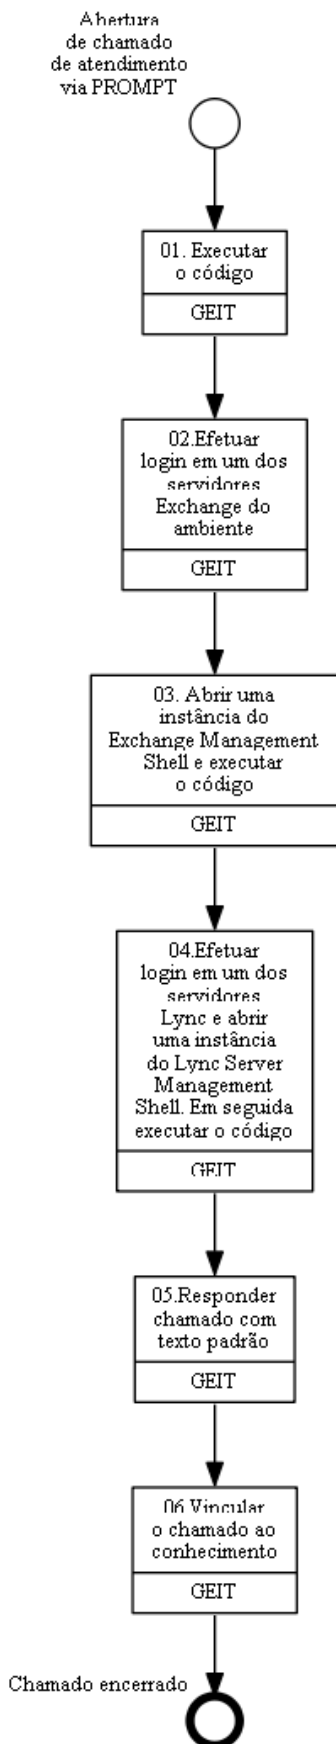 Abertura
de chamado
de atendimento
via PROMPT
01. Executar
o código
GEIT
02.Efetuar
login em um dos
servidores
Exchange do
ambiente
GEIT
03. Abrir uma
instância do
Exchange Management
Shell e executar
o código
GEIT
04.Efetuar
login em um dos
servidores
Lync e abrir
uma instância
do Lync Server
Management
Shell. Em seguida
executar o código
GEIT
05.Responder
chamado com
texto padrão
GEIT
06.Vincular
o chamado ao
conhecimento
GEIT
Chamado encerrado